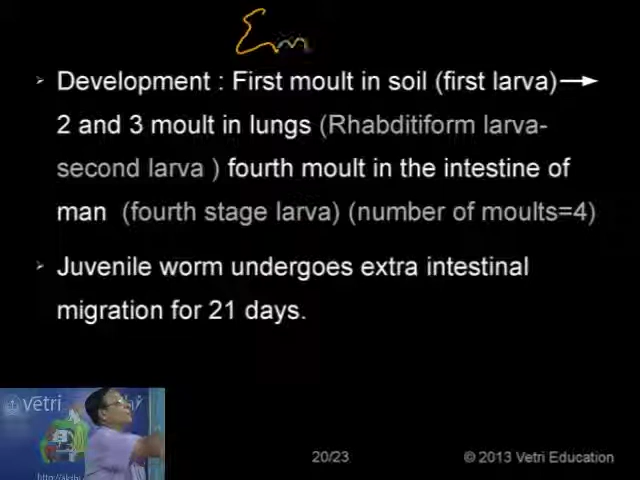 Em
Development : First moult in soil (first larva)
2 and 3 moult in lungs (Rhabditiform larva-
second larva ) fourth moult in the intestine of
man (fourth stage larva) (number of moults=4)
Juvenile worm undergoes extra intestinal
migration for 21 days.
vetri
20/23
© 2013 Vetri Education